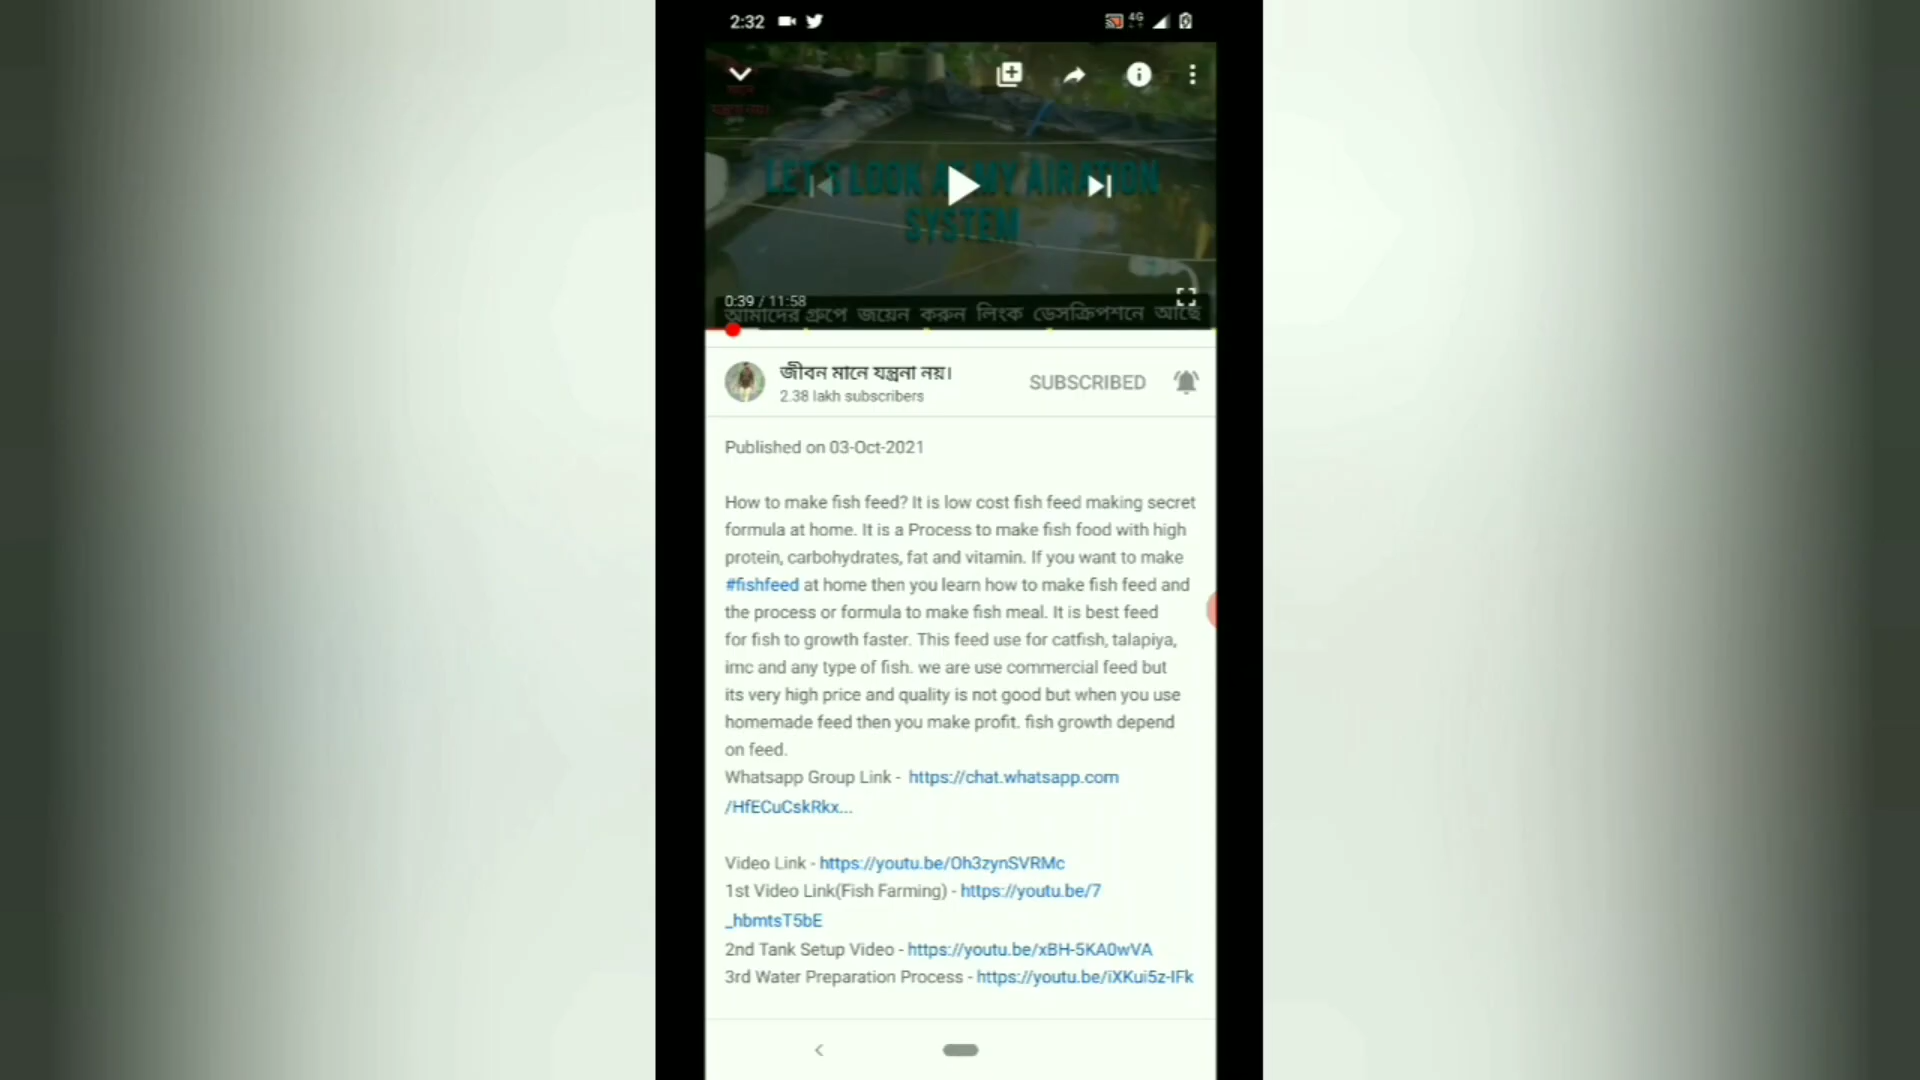 2:32
4G
LET'S LOOK AT MY AIRATION
SYSTEM
0:39 / 11:58
আমাদের গ্রুপে জয়েন করুন লিংক ডেসক্রিপশনে আছে
জীবন মানে যন্ত্রনা নয়।
2.38 lakh subscribers
SUBSCRIBED
Published on 03-Oct-2021
How to make fish feed? It is low cost fish feed making secret
formula at home. It is a Process to make fish food with high
protein, carbohydrates, fat and vitamin. If you want to make
#fishfeed at home then you learn how to make fish feed and
the process or formula to make fish meal. It is best feed
for fish to growth faster. This feed use for catfish, talapiya,
imc and any type of fish. we are use commercial feed but
its very high price and quality is not good but when you use
homemade feed then you make profit. fish growth depend
on feed.
Whatsapp Group Link - https://chat.whatsapp.com
/HfECuCskRkx...
Video Link - https://youtu.be/Oh3zynSVRMc
1st Video Link(Fish Farming) - https://youtu.be/7
_hbmtsT5bE
2nd Tank Setup Video - https://youtu.be/xBH-5KA0wVA
3rd Water Preparation Process - https://youtu.be/iXKui5z-IFk